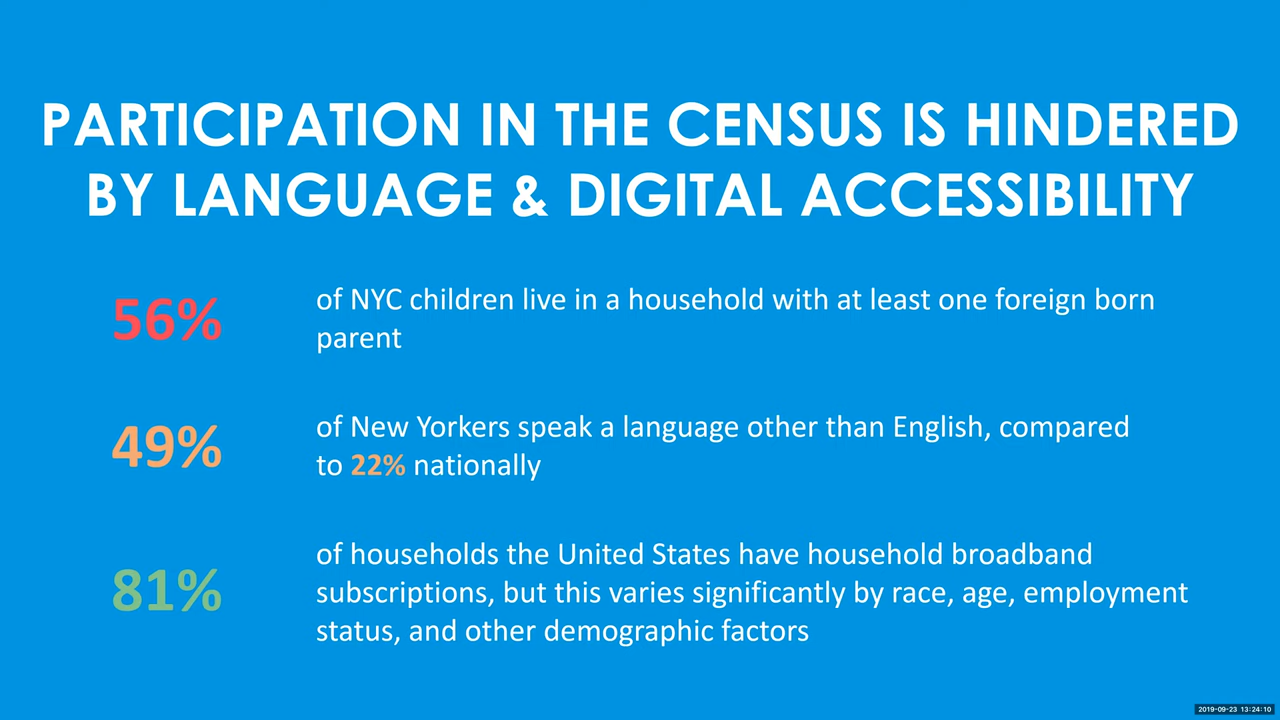 PARTICIPATION IN THE CENSUS IS HINDERED
BY LANGUAGE & DIGITAL ACCESSIBILITY
56%
of NYC children live in a household with at least one foreign born
parent
49%
of New Yorkers speak a language other than English, compared
to 22% nationally
81%
of households the United States have household broadband
subscriptions, but this varies significantly by race, age, employment
status, and other demographic factors
2019-09-23 13:24:10